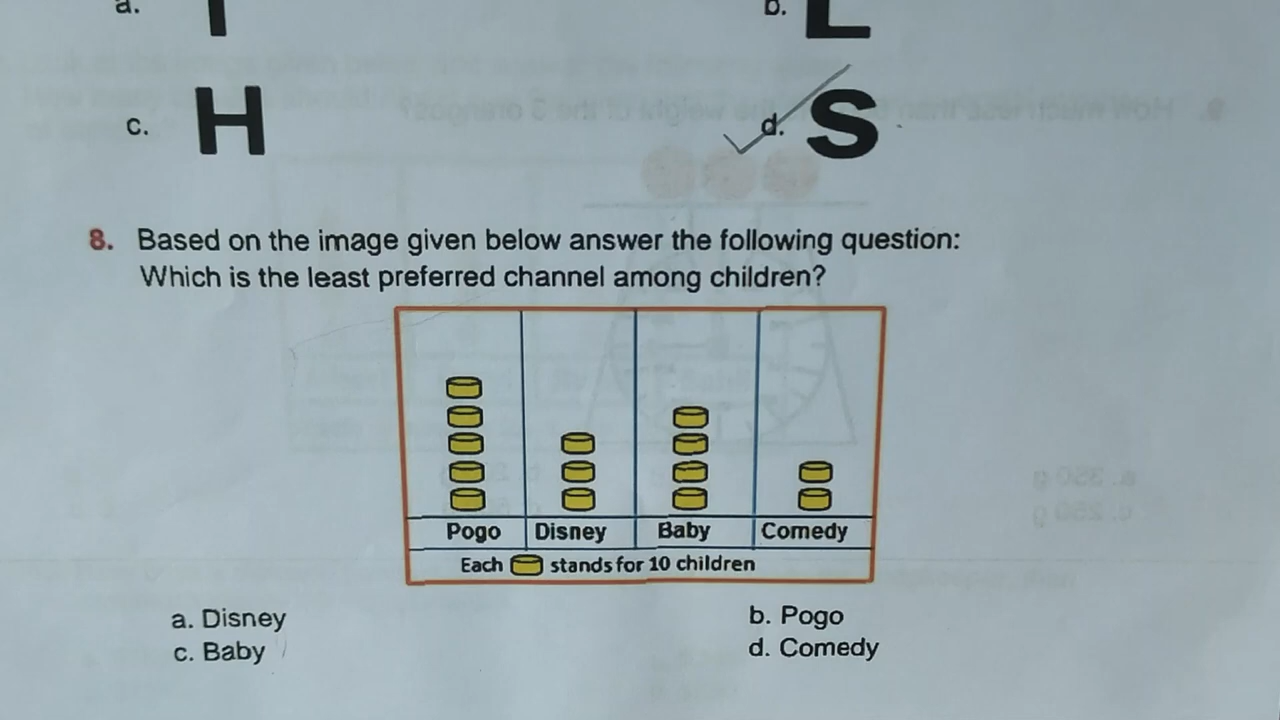 a. I b. L
c. H d. S
8. Based on the image given below answer the following question:
Which is the least preferred channel among children?
Pogo Disney Baby Comedy
Each stands for 10 children
a. Disney b. Pogo
c. Baby d. Comedy